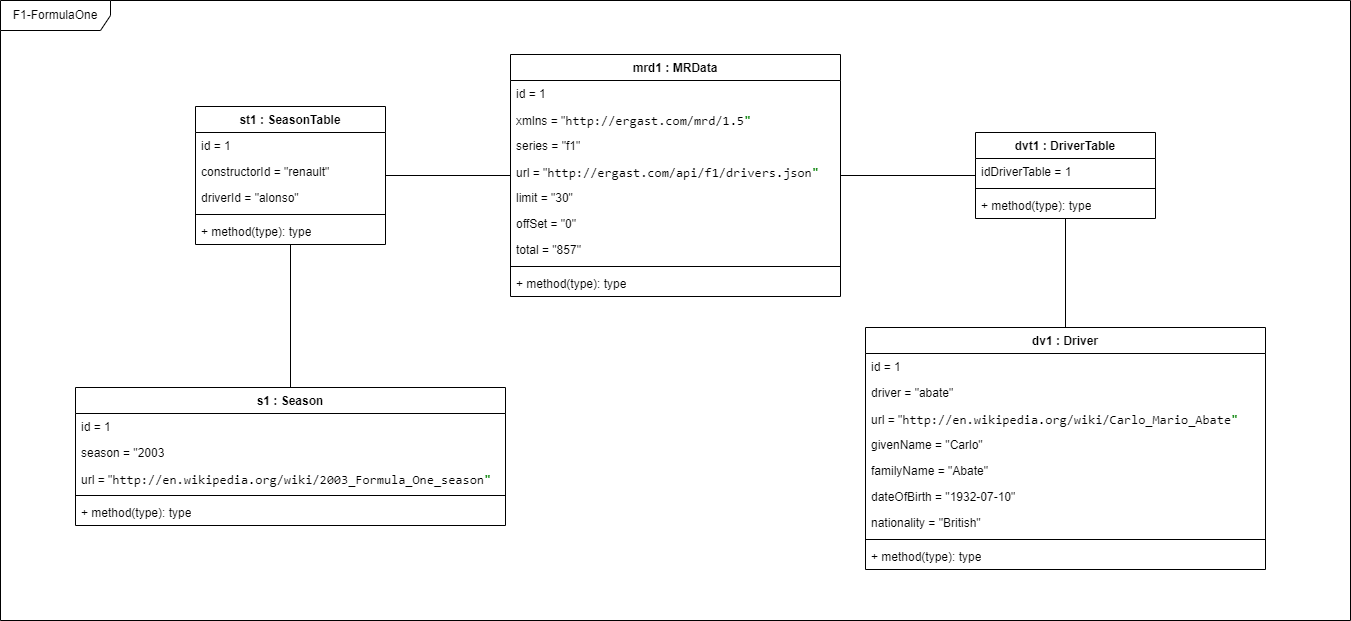 F1-FormulaOne
mrd1 : MRData
id = 1
xmlns = "http://ergast.com/mrd/1.5"
series = "f1"
url = "http://ergast.com/api/f1/drivers.json"
limit = "30"
offSet = "0"
total = "857"
+ method(type): type
st1 : SeasonTable
id = 1
constructorId = "renault"
driverId = "alonso"
+ method(type): type
dvt1 : DriverTable
idDriverTable = 1
+ method(type): type
s1 : Season
id = 1
season = "2003
url = "http://en.wikipedia.org/wiki/2003_Formula_One_season"
+ method(type): type
dv1 : Driver
id = 1
driver = "abate"
url = "http://en.wikipedia.org/wiki/Carlo_Mario_Abate"
givenName = "Carlo"
familyName = "Abate"
dateOfBirth = "1932-07-10"
nationality = "British"
+ method(type): type